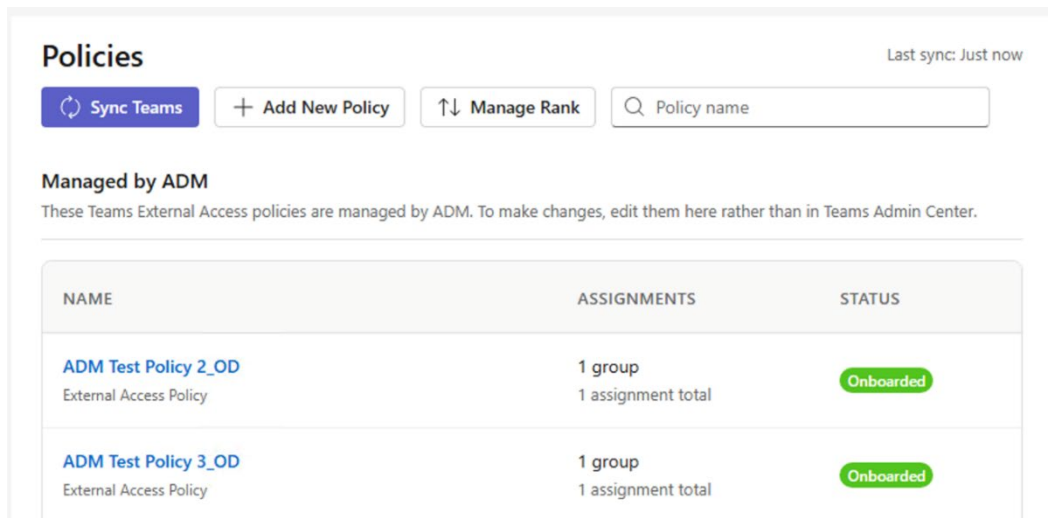 Policies
Last sync: Just now
Sync Teams
Add New Policy
Manage Rank
Policy name
Managed by ADM
These Teams External Access policies are managed by ADM. To make changes, edit them here rather than in Teams Admin Center.
NAME ASSIGNMENTS STATUS
ADM Test Policy 2_OD 1 group Onboarded
External Access Policy 1 assignment total
ADM Test Policy 3_OD 1 group Onboarded
External Access Policy 1 assignment total